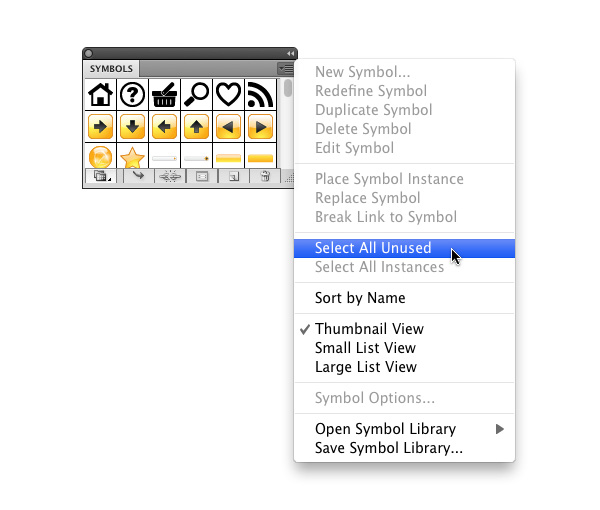 SYMBOLS
New Symbol...
Redefine Symbol
Duplicate Symbol
Delete Symbol
Edit Symbol
Place Symbol Instance
Replace Symbol
Break Link to Symbol
Select All Unused
Select All Instances
Sort by Name
Thumbnail View
Small List View
Large List View
Symbol Options...
Open Symbol Library
Save Symbol Library...